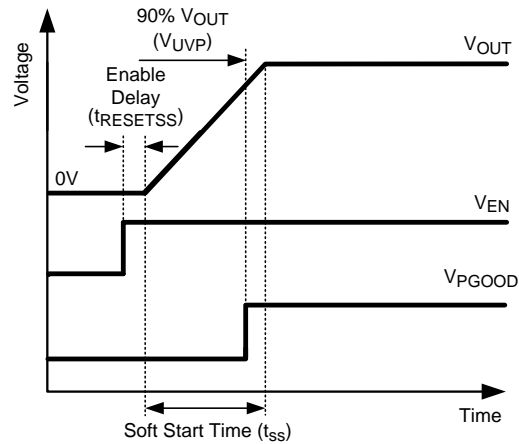 90% VOUT
(VUVP)
VOUT
Enable
Delay
(tRESETSS)
Voltage
0V
VEN
VPGOOD
Time
Soft Start Time (tss)